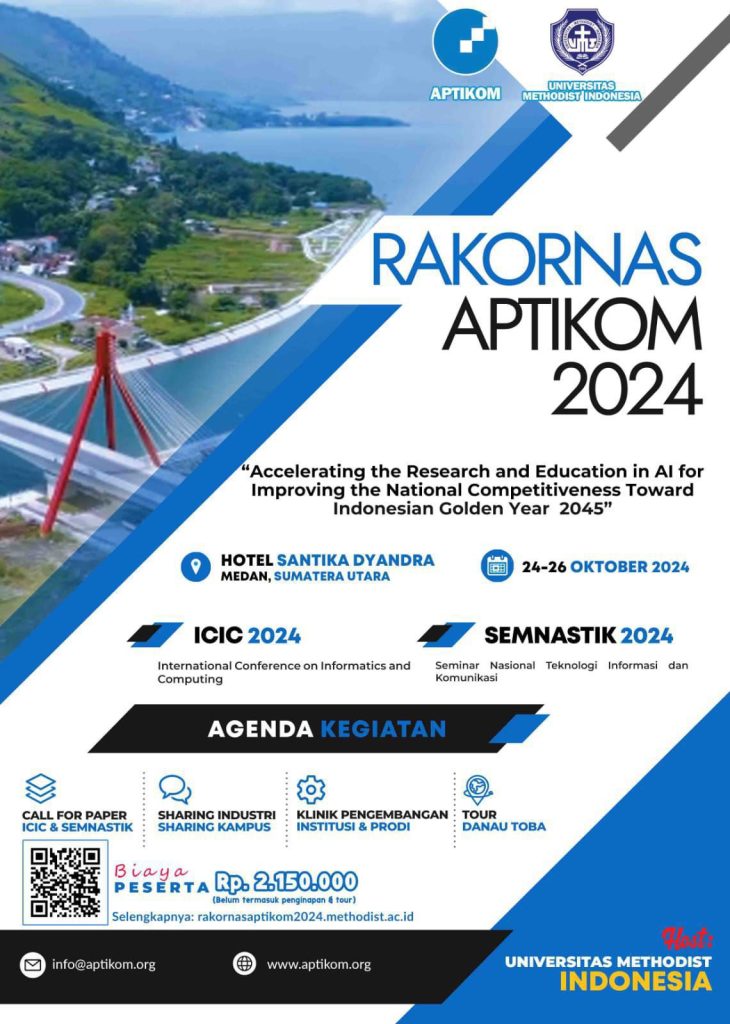 APTIKOM
UMI
UNIVERSITAS
METHODIST INDONESIA
RAKORNAS
APTIKOM
2024
“Accelerating the Research and Education in AI for
Improving the National Competitiveness Toward
Indonesian Golden Year 2045”
HOTEL SANTIKA DYANDRA
MEDAN, SUMATERA UTARA
24-26 OKTOBER 2024
ICIC 2024
International Conference on Informatics and
Computing
SEMNASTIK 2024
Seminar Nasional Teknologi Informasi dan
Komunikasi
AGENDA KEGIATAN
CALL FOR PAPER
ICIC & SEMNASTIK
SHARING INDUSTRI
SHARING KAMPUS
KLINIK PENGEMBANGAN
INSTITUSI & PRODI
TOUR
DANAU TOBA
Biaya
PESERTA Rp. 2.150.000
(Belum termasuk penginapan & tour)
Selengkapnya: rakornasaptikom2024.methodist.ac.id
info@aptikom.org
www.aptikom.org
Host:
UNIVERSITAS METHODIST
INDONESIA